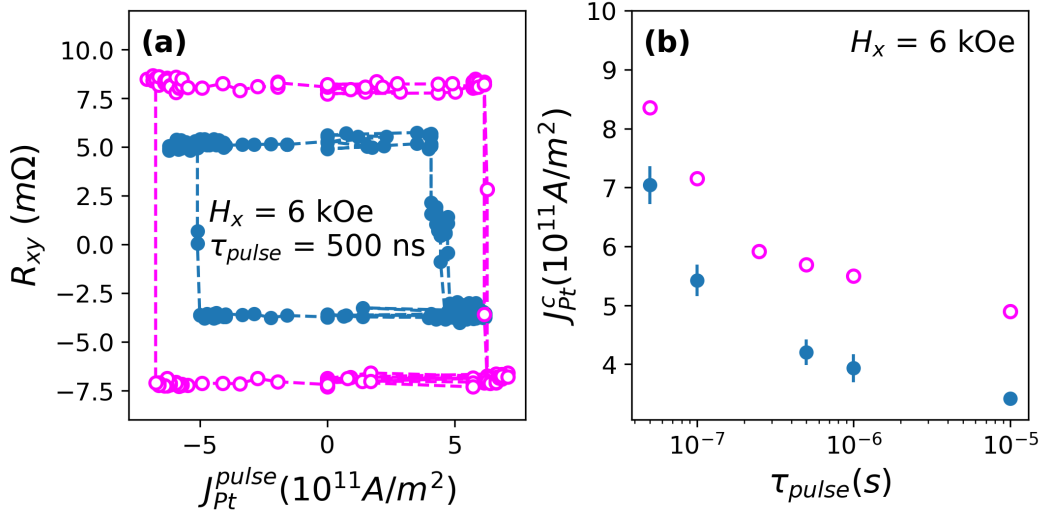 (a)
10.0
7.5
5.0
2.5
0.0
−2.5
−5.0
−7.5
R_xy (mΩ)
H_x = 6 kOe
τ_pulse = 500 ns
−5 0 5
J_Pt^pulse(10^11A/m^2)
(b) H_x = 6 kOe
10
9
8
7
6
5
4
J_Pt^c(10^11A/m^2)
10^−7 10^−6 10^−5
τ_pulse(s)